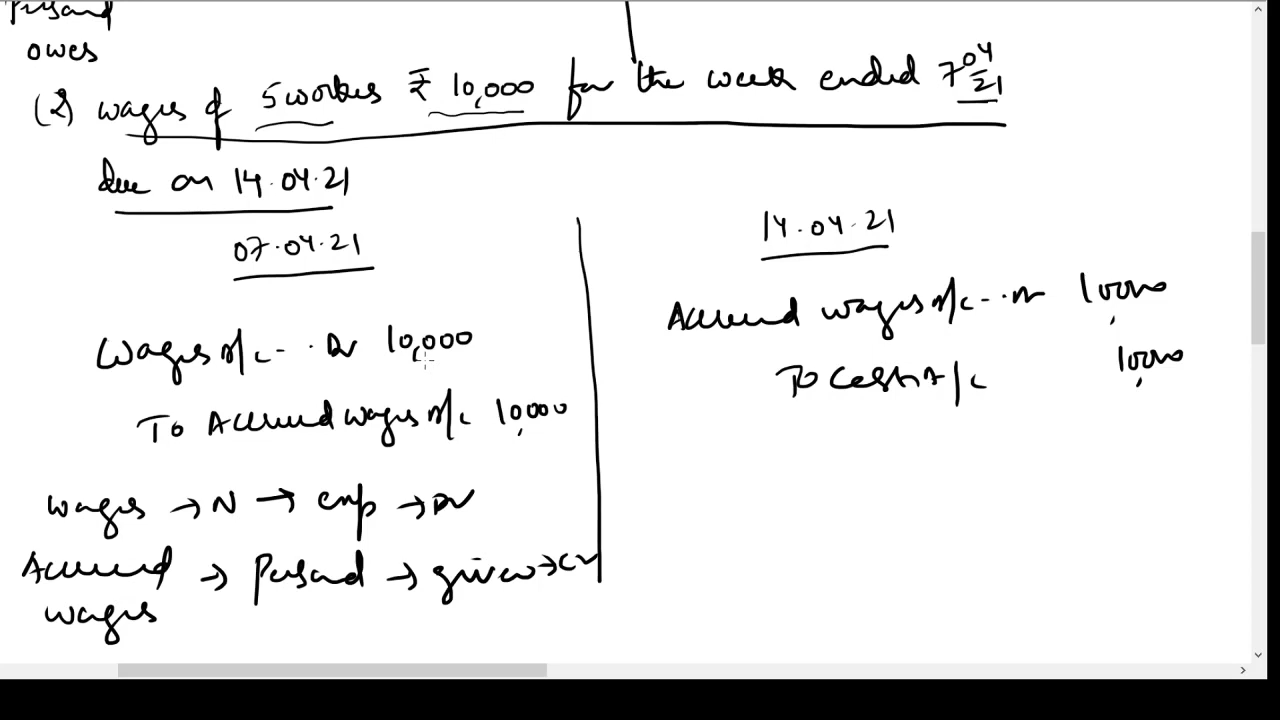 Persand
owes
(2) wages of 5 workers ₹ 10,000 for the week ended 7 04/21
due on 14.04.21
07.04.21
Wages A/c - . Dr 10,000
To Accrued wages A/c 10,000
wages → N → exp → Dr
Accrued wages → Persand → giver → Cr
14.04.21
Accrued wages A/c - . . Dr 10,000
To Cash A/c 10,000